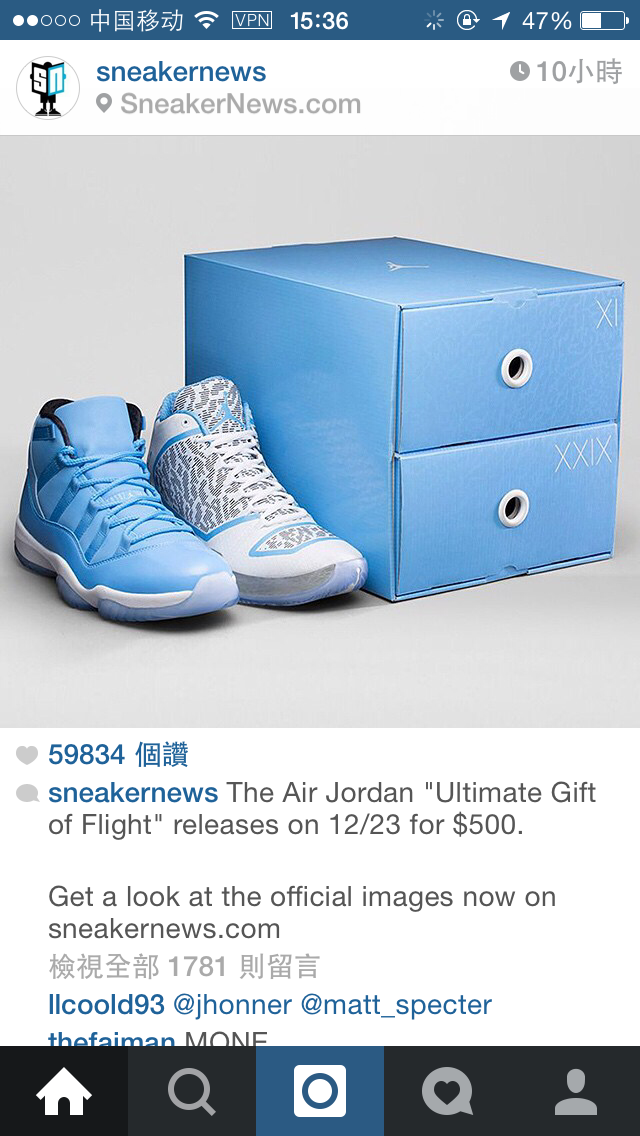 中国移动 VPN 15:36 47%
SN
sneakernews 10小時
SneakerNews.com
XI
XXIX
59834 個讚
sneakernews The Air Jordan "Ultimate Gift
of Flight" releases on 12/23 for $500.
Get a look at the official images now on
sneakernews.com
檢視全部 1781 則留言
llcoold93 @jhonner @matt_specter
thefaiman MONE